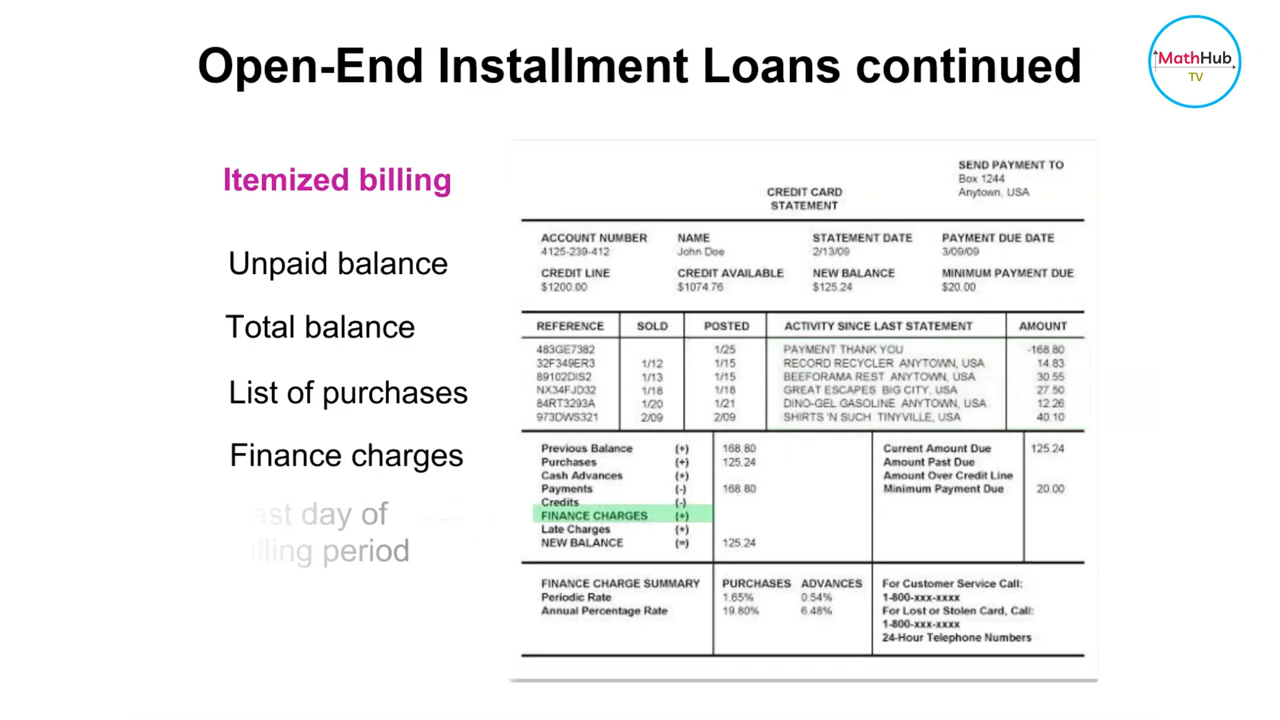 Open-End Installment Loans continued
MathHub
TV
Itemized billing
Unpaid balance
Total balance
List of purchases
Finance charges
ast day of
lling period
SEND PAYMENT TO
Box 1244
Anytown, USA
CREDIT CARD
STATEMENT
ACCOUNT NUMBER NAME STATEMENT DATE PAYMENT DUE DATE
4125-239-412 John Doe 2/13/09 3/09/09
CREDIT LINE CREDIT AVAILABLE NEW BALANCE MINIMUM PAYMENT DUE
$1200.00 $1074.76 $125.24 $20.00
REFERENCE SOLD POSTED ACTIVITY SINCE LAST STATEMENT AMOUNT
483GE7382 1/25 PAYMENT THANK YOU -168.80
32F349ER3 1/12 1/15 RECORD RECYCLER ANYTOWN, USA 14.83
89102DIS2 1/13 1/15 BEEFORAMA REST ANYTOWN, USA 30.55
NX34FJD32 1/18 1/18 GREAT ESCAPES BIG CITY, USA 27.50
84RT3293A 1/20 1/21 DINO-GEL GASOLINE ANYTOWN, USA 12.26
973DWS321 2/09 2/09 SHIRTS 'N SUCH TINYVILLE, USA 40.10
Previous Balance (+) 168.80 Current Amount Due 125.24
Purchases (+) 125.24 Amount Past Due
Cash Advances (+) Amount Over Credit Line
Payments (-) 168.80 Minimum Payment Due 20.00
Credits (-)
FINANCE CHARGES (+)
Late Charges (+)
NEW BALANCE (=) 125.24
FINANCE CHARGE SUMMARY PURCHASES ADVANCES For Customer Service Call:
Periodic Rate 1.65% 0.54% 1-800-xxx-xxxx
Annual Percentage Rate 19.80% 6.48% For Lost or Stolen Card, Call:
1-800-xxx-xxxx
24-Hour Telephone Numbers